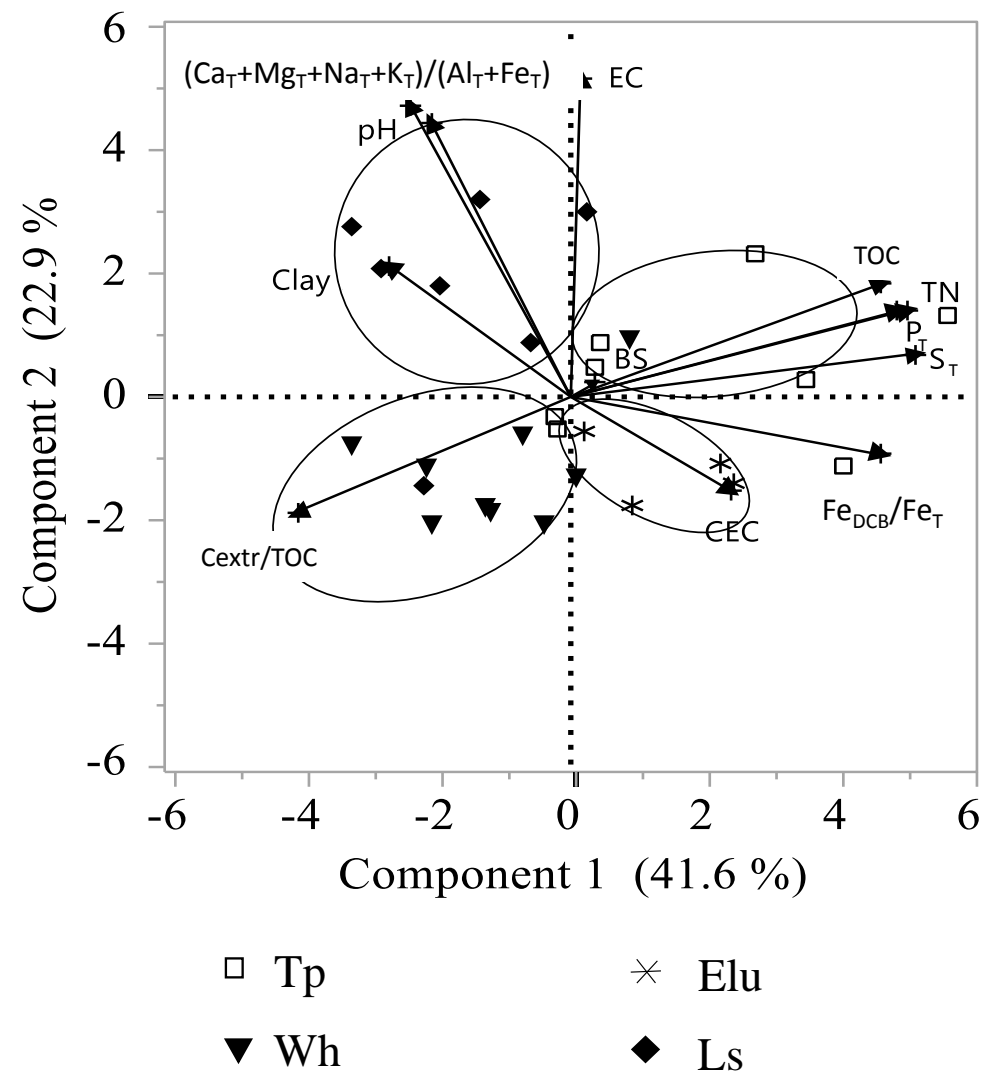 6
(CaT+MgT+NaT+KT)/(AlT+FeT)
EC
pH
4
TOC
Clay
2
TN
PT
BS
ST
0
-2
CEC
FeDCB/FeT
Cextr/TOC
-4
-6
Component 2 (22.9 %
-6 -4 -2 0 2 4 6
Component 1 (41.6 %)
Tp Elu
Wh Ls